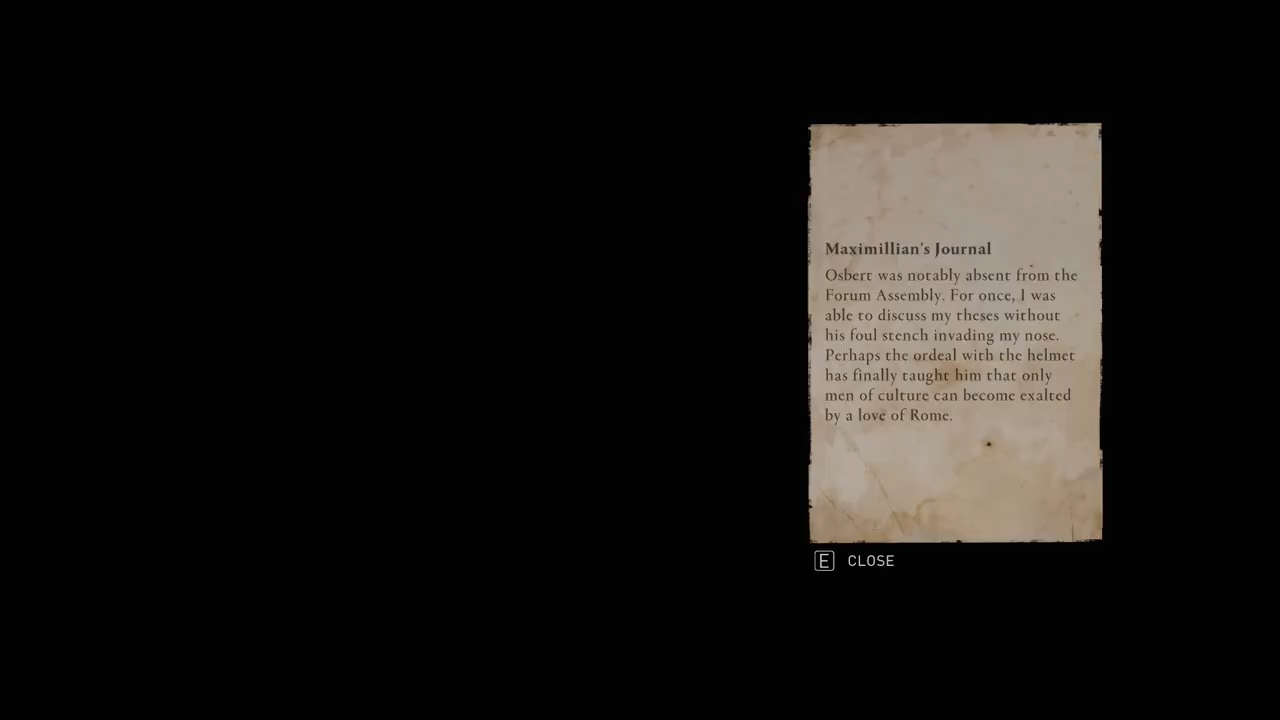 Maximillian's Journal
Osbert was notably absent from the
Forum Assembly. For once, I was
able to discuss my theses without
his foul stench invading my nose.
Perhaps the ordeal with the helmet
has finally taught him that only
men of culture can become exalted
by a love of Rome.
E CLOSE